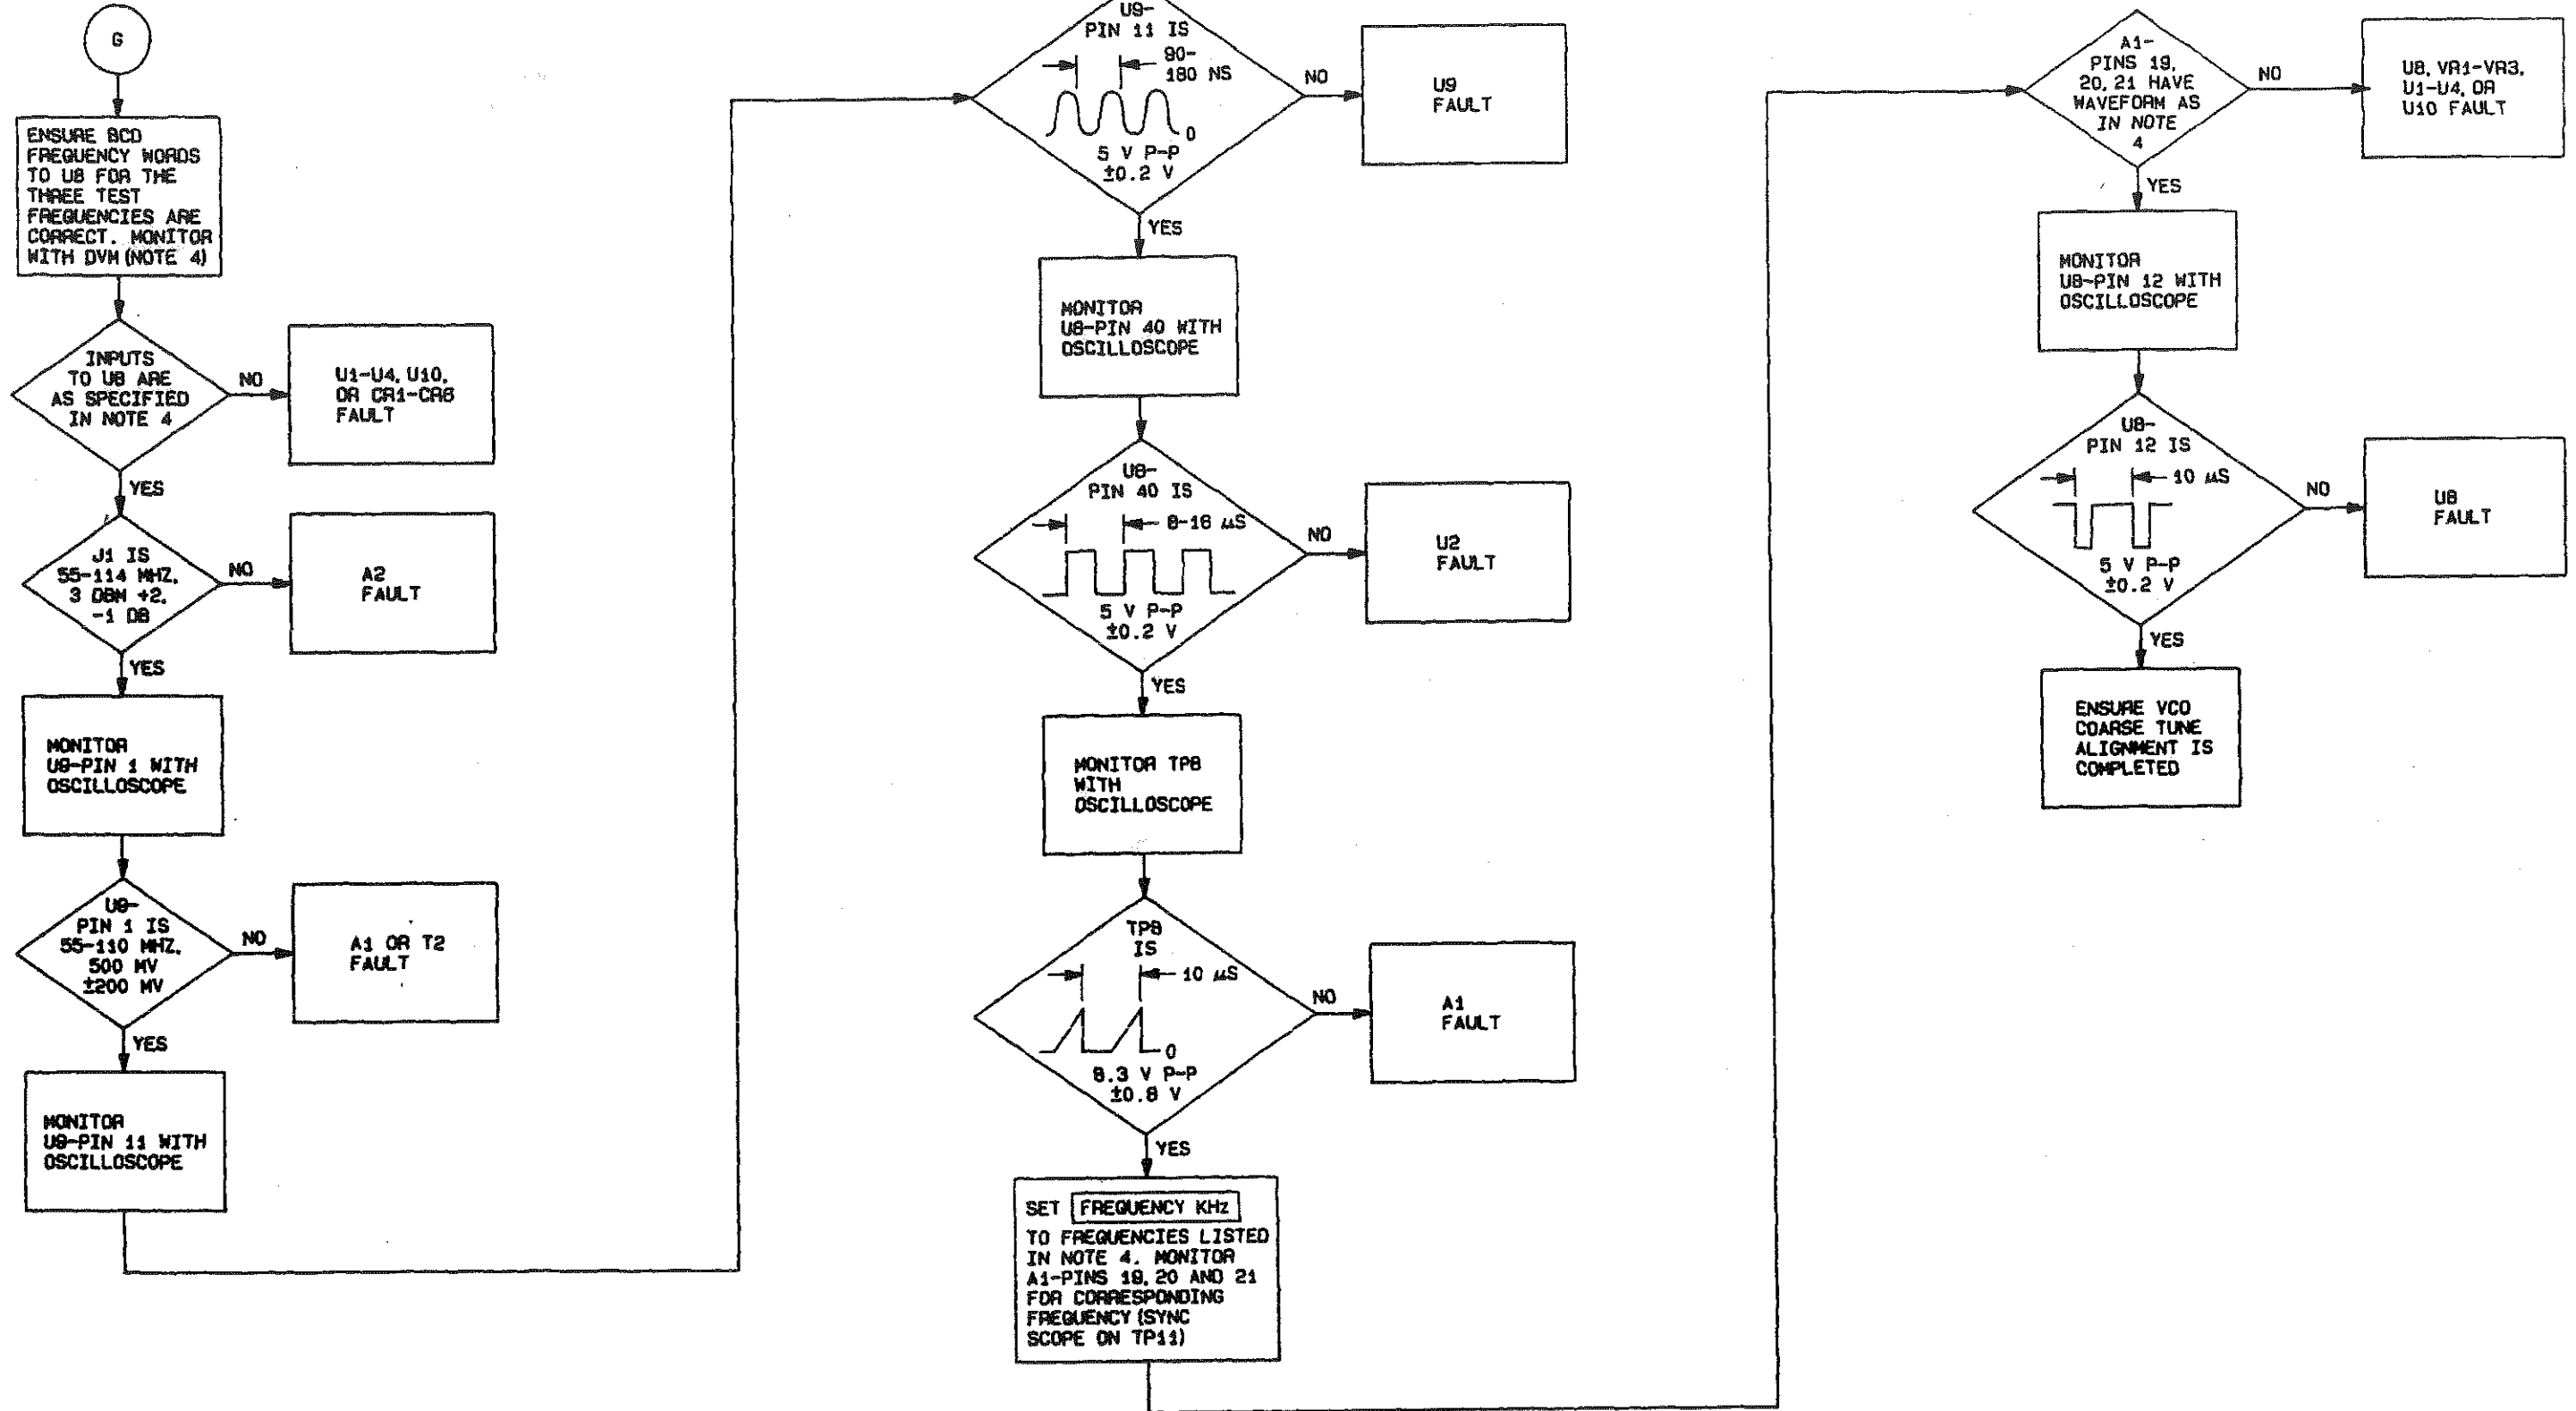 G
ENSURE BCD
FREQUENCY WORDS
TO U8 FOR THE
THREE TEST
FREQUENCIES ARE
CORRECT. MONITOR
WITH DVM (NOTE 4)
INPUTS
TO U8 ARE
AS SPECIFIED
IN NOTE 4
NO
U1-U4, U10,
OR CR1-CR8
FAULT
YES
J1 IS
55-114 MHZ,
3 DBM +2,
-1 DB
NO
A2
FAULT
YES
MONITOR
U9-PIN 1 WITH
OSCILLOSCOPE
U9-
PIN 1 IS
55-110 MHZ,
500 MV
±200 MV
NO
A1 OR T2
FAULT
YES
MONITOR
U9-PIN 11 WITH
OSCILLOSCOPE
U9-
PIN 11 IS
90-
180 NS
0
5 V P-P
±0.2 V
NO
U9
FAULT
YES
MONITOR
U8-PIN 40 WITH
OSCILLOSCOPE
U8-
PIN 40 IS
8-16 µS
5 V P-P
±0.2 V
NO
U2
FAULT
YES
MONITOR TP8
WITH
OSCILLOSCOPE
TP8
IS
10 µS
0
8.3 V P-P
±0.8 V
NO
A1
FAULT
YES
SET FREQUENCY KHz
TO FREQUENCIES LISTED
IN NOTE 4. MONITOR
A1-PINS 19, 20 AND 21
FOR CORRESPONDING
FREQUENCY (SYNC
SCOPE ON TP11)
A1-
PINS 19,
20, 21 HAVE
WAVEFORM AS
IN NOTE
4
NO
U8, VR1-VR3,
U1-U4, OR
U10 FAULT
YES
MONITOR
U8-PIN 12 WITH
OSCILLOSCOPE
U8-
PIN 12 IS
10 µS
5 V P-P
±0.2 V
NO
U8
FAULT
YES
ENSURE VCO
COARSE TUNE
ALIGNMENT IS
COMPLETED